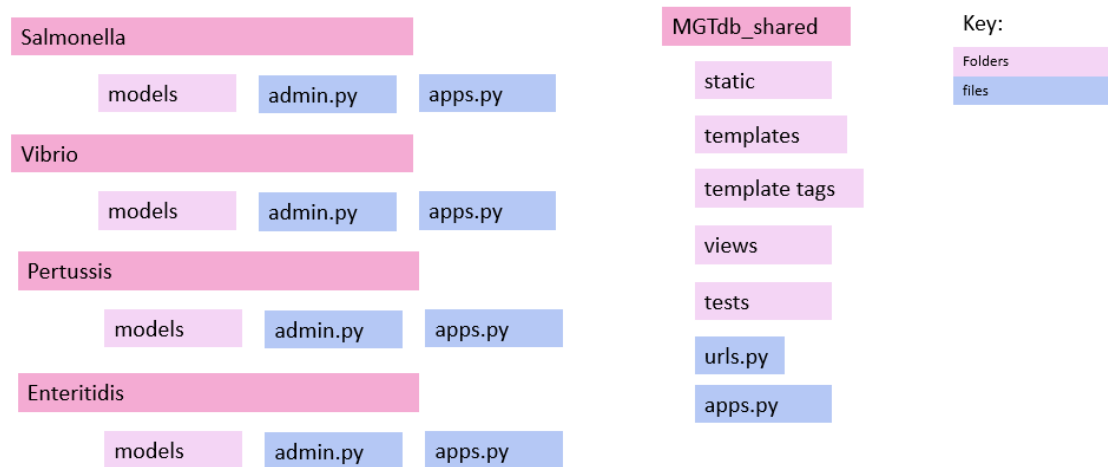 Salmonella
models
admin.py
apps.py
Vibrio
models
admin.py
apps.py
Pertussis
models
admin.py
apps.py
Enteritidis
models
admin.py
apps.py
MGTdb_shared
static
templates
template tags
views
tests
urls.py
apps.py
Key:
Folders
files